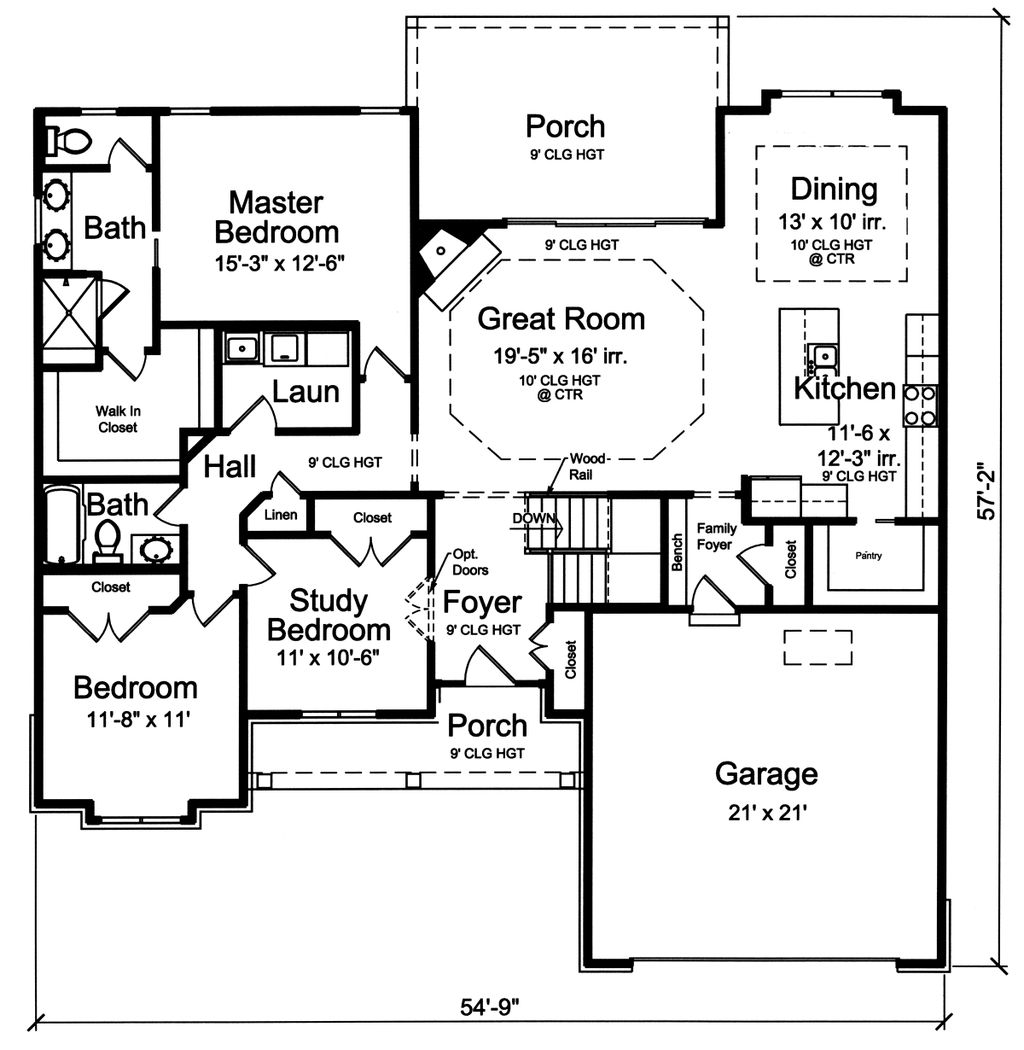 Porch
9' CLG HGT
Master
Bedroom
15'-3" x 12'-6"
Bath
Dining
13' x 10' irr.
10' CLG HGT
@ CTR
9' CLG HGT
Great Room
19'-5" x 16' irr.
10' CLG HGT
@ CTR
Laun
Walk In
Closet
Kitchen
11'-6 x
12'-3" irr.
9' CLG HGT
Hall
9' CLG HGT
Wood
Rail
Bath
Linen
Closet
DOWN
Bench
Family
Foyer
Closet
Pantry
Closet
Opt.
Doors
Study
Bedroom
11' x 10'-6"
Foyer
9' CLG HGT
Closet
Bedroom
11'-8" x 11'
Porch
9' CLG HGT
Garage
21' x 21'
57'-2"
54'-9"